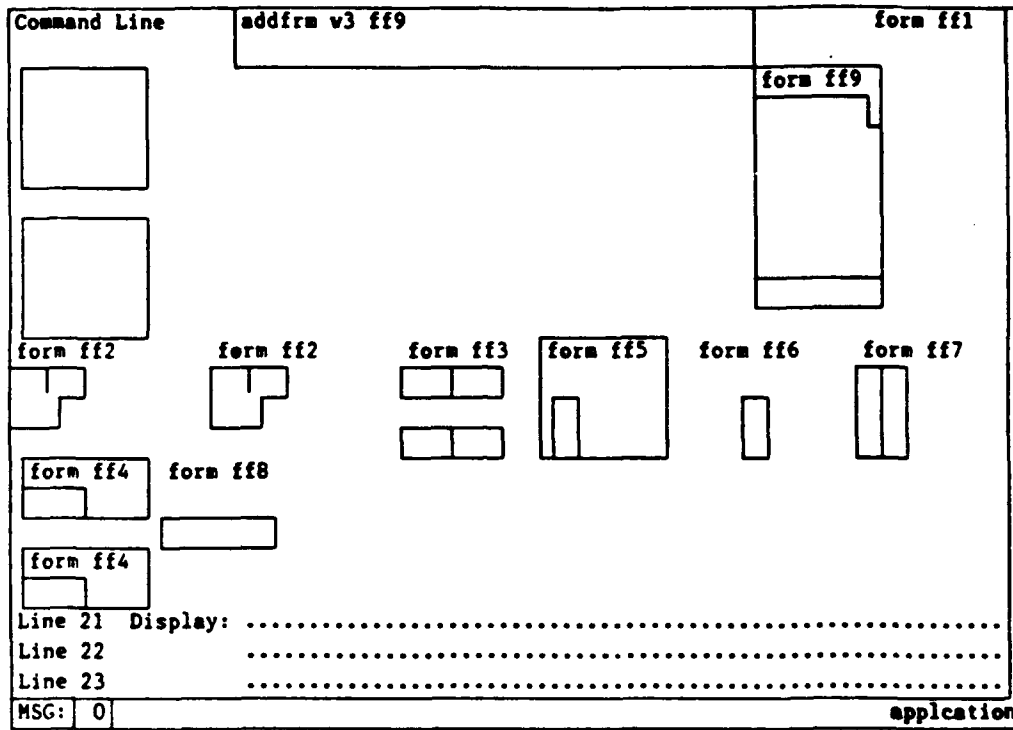 Command Line addfrm v3 ff9 form ff1
form ff9
form ff2 form ff2 form ff3 form ff5 form ff6 form ff7
form ff4 form ff8
form ff4
Line 21 Display: ............................................................
Line 22 ............................................................
Line 23 ............................................................
MSG: 0 applcation